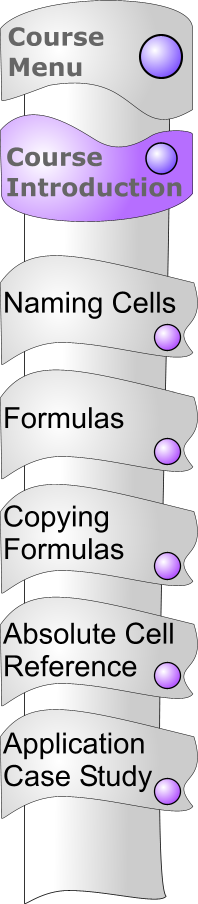 Course
Menu
Course
Introduction
Naming Cells
Formulas
Copying
Formulas
Absolute Cell
Reference
Application
Case Study